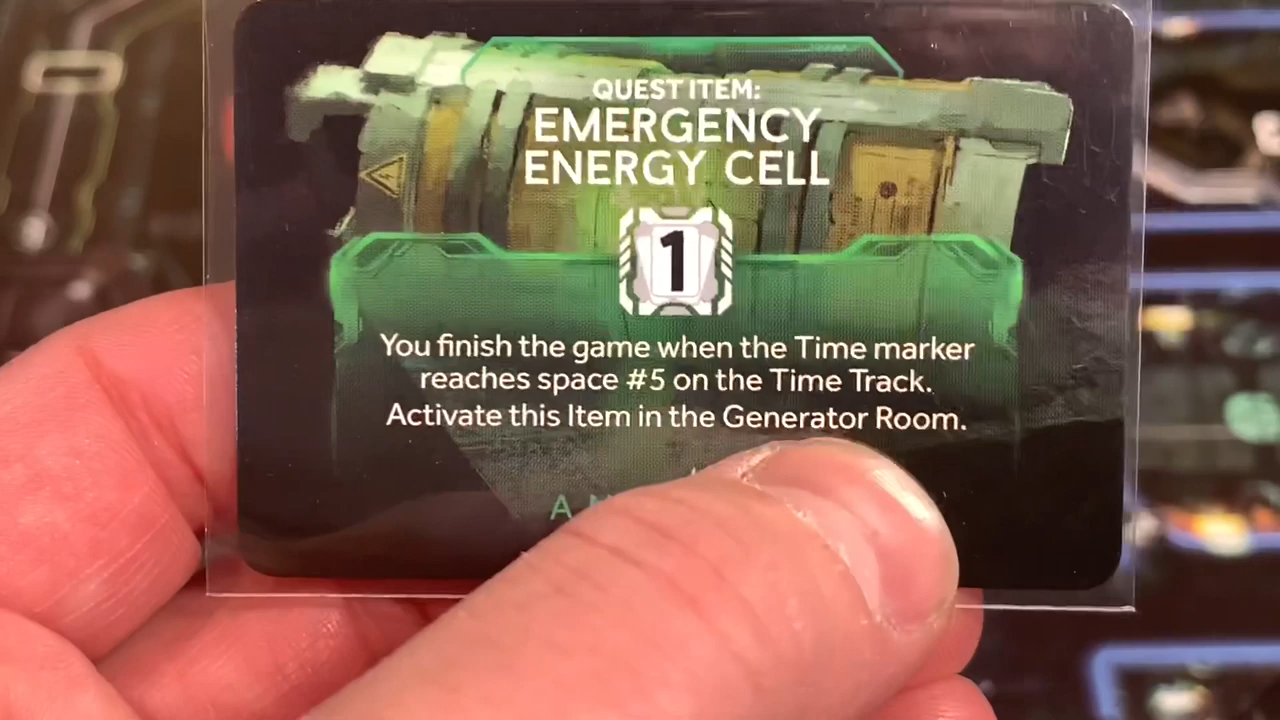 QUEST ITEM:
EMERGENCY
ENERGY CELL
1
You finish the game when the Time marker
reaches space #5 on the Time Track.
Activate this Item in the Generator Room.